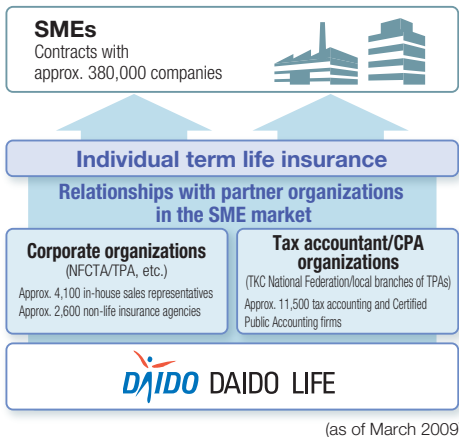 SMEs
Contracts with
approx. 380,000 companies
Individual term life insurance
Relationships with partner organizations
in the SME market
Corporate organizations
(NFCTA/TPA, etc.)
Approx. 4,100 in-house sales representatives
Approx. 2,600 non-life insurance agencies
Tax accountant/CPA
organizations
(TKC National Federation/local branches of TPAs)
Approx. 11,500 tax accounting and Certified
Public Accounting firms
DAIDO DAIDO LIFE
(as of March 2009